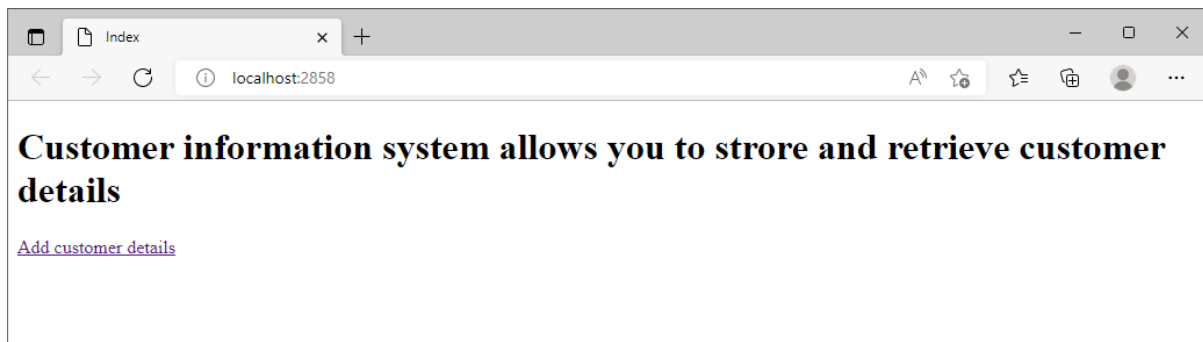 Index
localhost:2858
Customer information system allows you to strore and retrieve customer
details
Add customer details